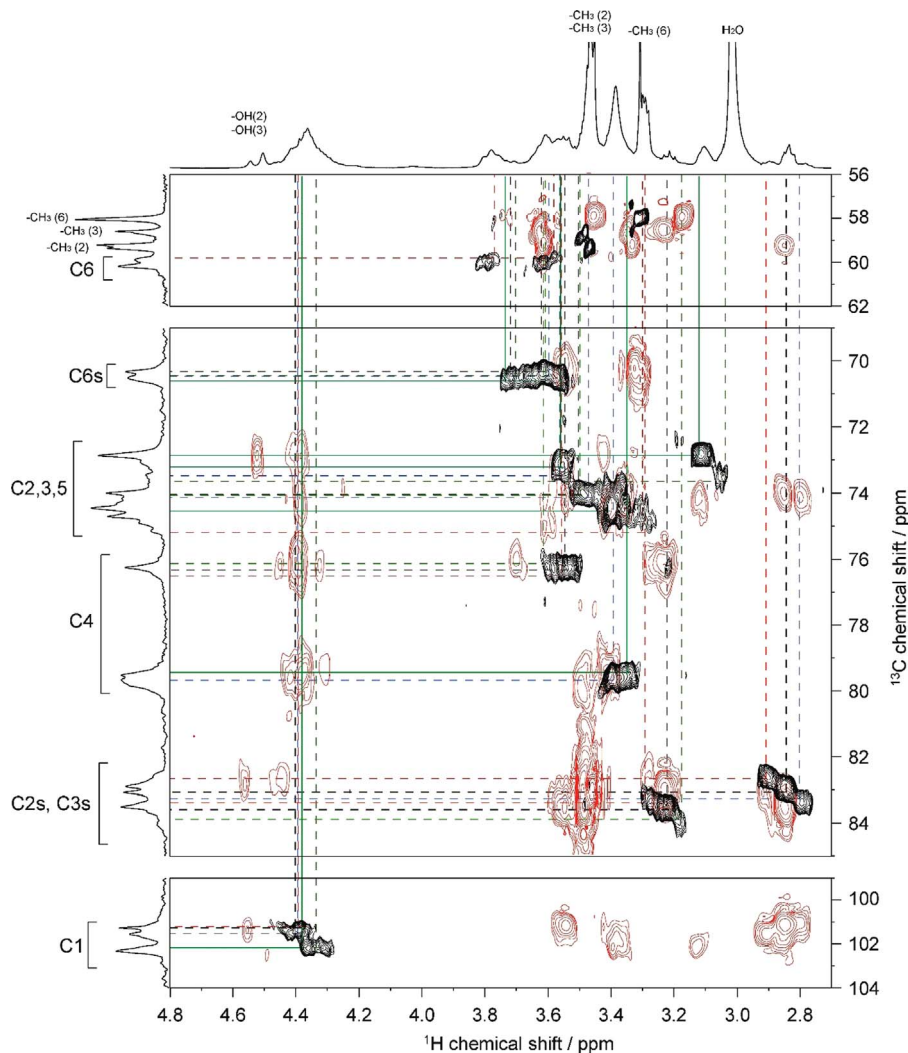 -CH₃ (2)
-CH₃ (3)
-CH₃ (6)
H₂O
-OH(2)
-OH(3)
56
58
60
62
-CH₃ (6)
-CH₃ (3)
-CH₃ (2)
C6
C6s
70
72
C2,3,5
74
76
C4
78
80
82
C2s, C3s
84
¹³C chemical shift / ppm
100
C1
102
104
4.8 4.6 4.4 4.2 4.0 3.8 3.6 3.4 3.2 3.0 2.8
¹H chemical shift / ppm